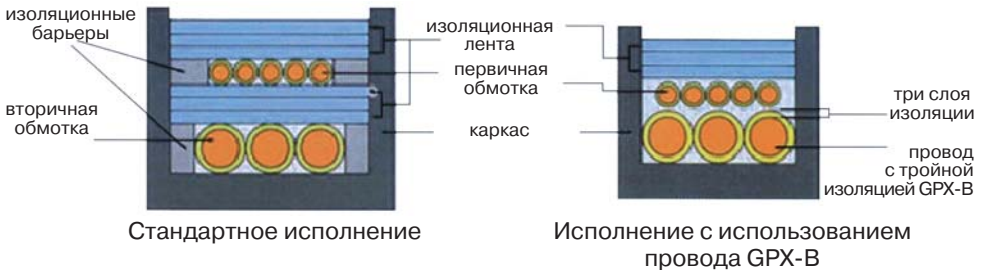 изоляционные
барьеры
вторичная
обмотка
изоляционная
лента
первичная
обмотка
каркас
три слоя
изоляции
провод
с тройной
изоляцией GPX-B
Стандартное исполнение
Исполнение с использованием
провода GPX-B